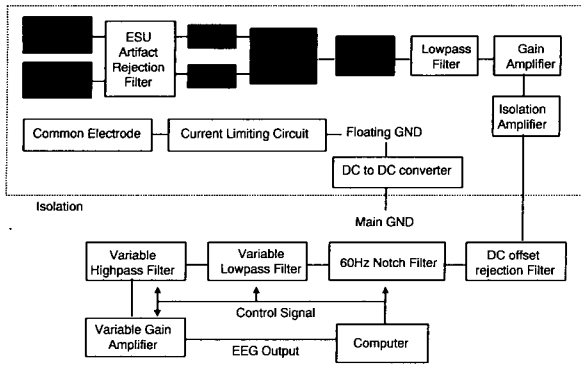 ESU
Artifact
Rejection
Filter
Lowpass
Filter
Gain
Amplifier
Isolation
Amplifier
Common Electrode
Current Limiting Circuit
Floating GND
DC to DC converter
Isolation
Main GND
Variable
Highpass Filter
Variable
Lowpass Filter
60Hz Notch Filter
DC offset
rejection Filter
Control Signal
Variable Gain
Amplifier
EEG Output
Computer